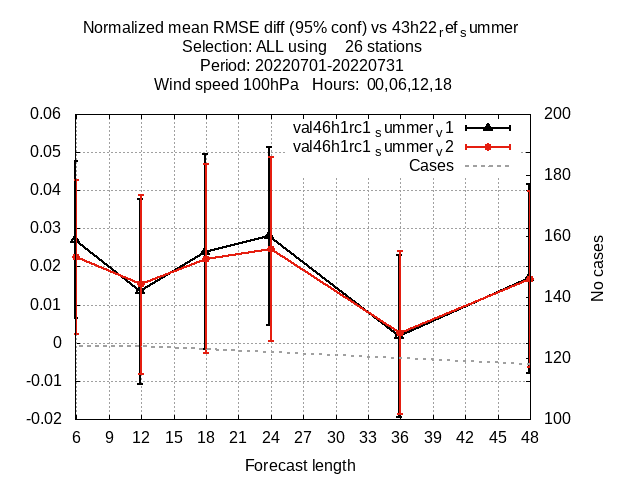 Normalized mean RMSE diff (95% conf) vs 43h22refsummer
Selection: ALL using 26 stations
Period: 20220701-20220731
Wind speed 100hPa Hours: 00,06,12,18
val46h1rc1summerv1
val46h1rc1summerv2
Cases
0.06
0.05
0.04
0.03
0.02
0.01
0
-0.01
-0.02
200
180
160
140
120
100
No cases
6 9 12 15 18 21 24 27 30 33 36 39 42 45 48
Forecast length